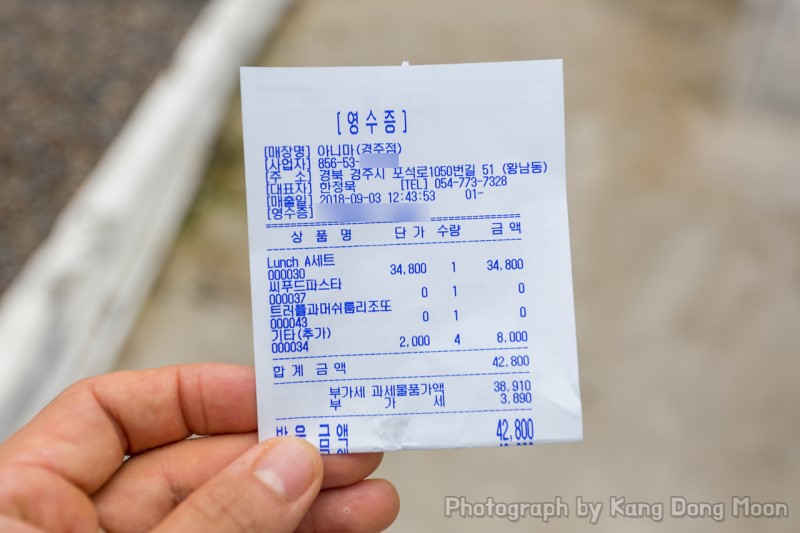 [영수증]
[매장명] 아니마(경주점)
[사업자] 856-53-
[주 소] 경북 경주시 포석로1050번길 51 (황남동)
[대표자] 한정욱 [TEL] 054-773-7328
[매출일] 2018-09-03 12:43:53 01-
[영수증]
상 품 명 단 가 수량 금 액
Lunch A세트
000030 34,800 1 34,800
씨푸드파스타
000037 0 1 0
트러플과머쉬룸리조또
000043 0 1 0
기타(추가)
000034 2,000 4 8,000
합 계 금 액 42,800
부가세 과세물품가액 38,910
부 가 세 3,890
받 을 금 액 42,800
Photograph by Kang Dong Moon